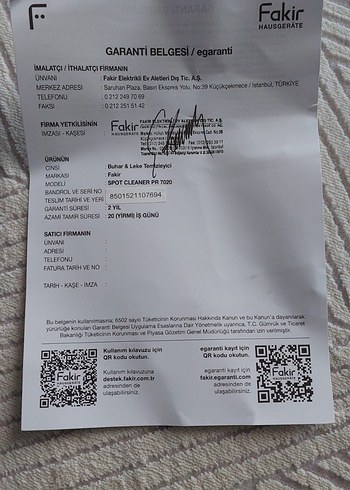 Fakir
HAUSGERÄTE
GARANTİ BELGESİ / egaranti
İMALATÇI / İTHALATÇI FİRMANIN
ÜNVANI : Fakir Elektrikli Ev Aletleri Dış Tic. A.Ş.
MERKEZ ADRESİ : Saruhan Plaza, Basın Ekspres Yolu. No:39 Küçükçekmece / İstanbul, TÜRKİYE
TELEFONU : 0 212 249 70 69
FAKSI : 0 212 251 51 42
FİRMA YETKİLİSİNİN
İMZASI - KAŞESİ :
Fakir
HAUSGERÄTE
ÜRÜNÜN
CİNSİ : Buhar & Leke Temizleyici
MARKASI : Fakir
MODELİ : SPOT CLEANER PR 7020
BANDROL VE SERİ NO :
TESLİM TARİHİ VE YERİ : 8501521107694
GARANTİ SÜRESİ : 2 YIL
AZAMİ TAMİR SÜRESİ : 20 (YİRMİ) İŞ GÜNÜ
SATICI FİRMANIN
ÜNVANI :
ADRESİ :
TELEFONU :
FATURA TARİH VE NO :
TARİH - KAŞE - İMZA :
Bu belgenin kullanılmasına; 6502 sayılı Tüketicinin Korunması Hakkında Kanun ve bu Kanun'a dayanılarak
yürürlüğe konulan Garanti Belgesi Uygulama Esaslarına Dair Yönetmelik uyarınca, T.C. Gümrük ve Ticaret
Bakanlığı Tüketicinin Korunması ve Piyasa Gözetimi Genel Müdürlüğü tarafından izin verilmiştir.
Kullanım kılavuzu için
QR kodu okutun.
Kullanım kılavuzuna
destek.fakir.com.tr
adresinden de
ulaşabilirsiniz.
egaranti kayıt için
QR kodu okutun.
egaranti kayıt için
fakir.egaranti.com
adresinden de
ulaşabilirsiniz.
Fakir
Fakir